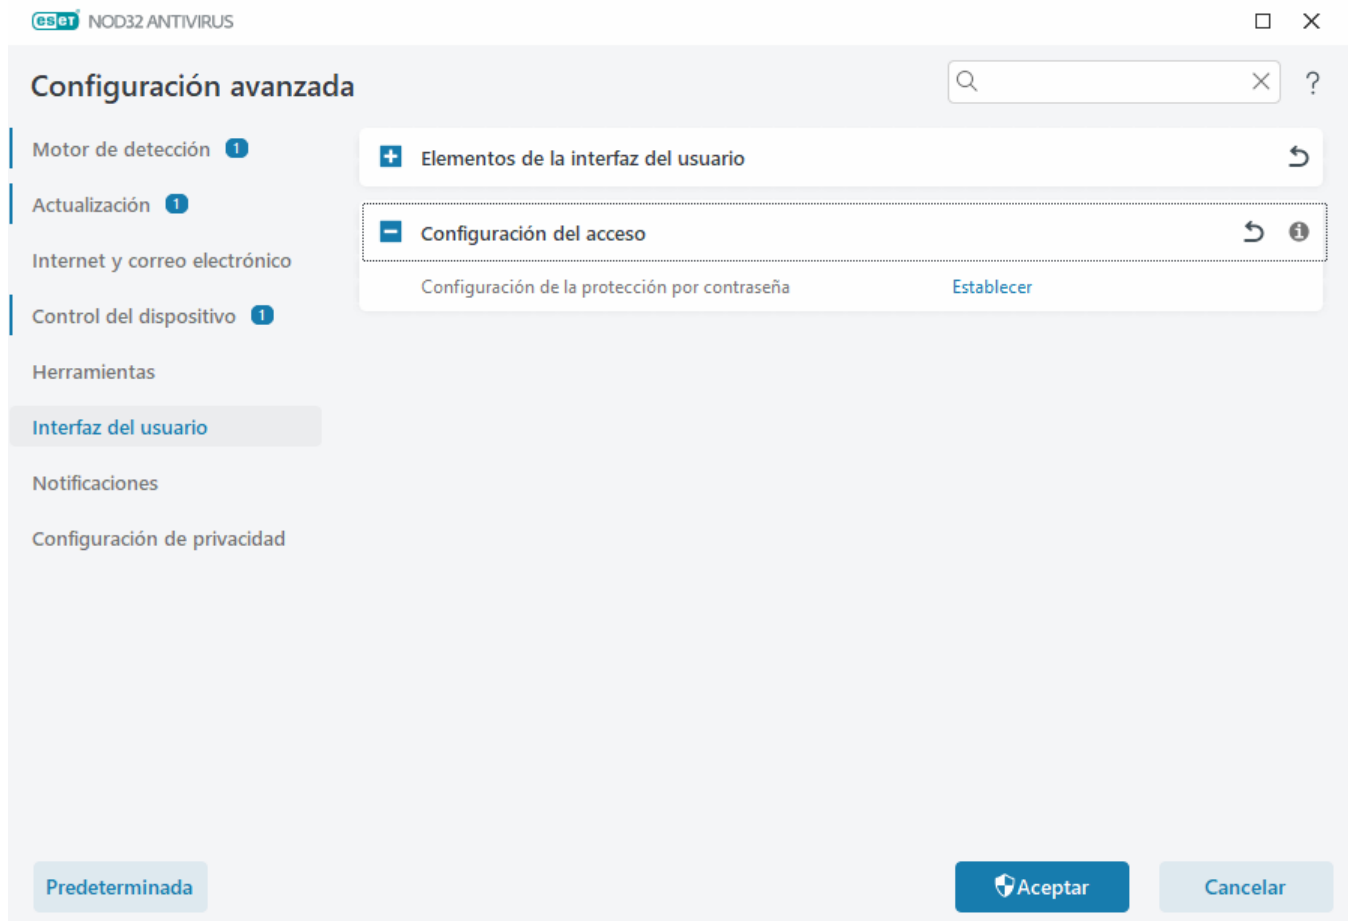 eset NOD32 ANTIVIRUS
Configuración avanzada
?
Motor de detección 1
Actualización 1
Internet y correo electrónico
Control del dispositivo 1
Herramientas
Interfaz del usuario
Notificaciones
Configuración de privacidad
Elementos de la interfaz del usuario
Configuración del acceso
Configuración de la protección por contraseña Establecer
Predeterminada
Aceptar
Cancelar